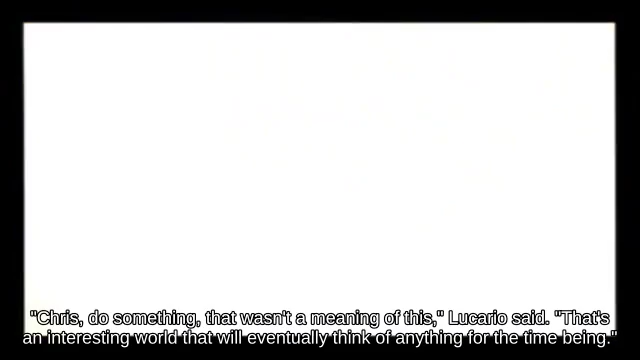 "Chris, do something, that wasn't a meaning of this," Lucario said. "That's
an interesting world that will eventually think of anything for the time being."